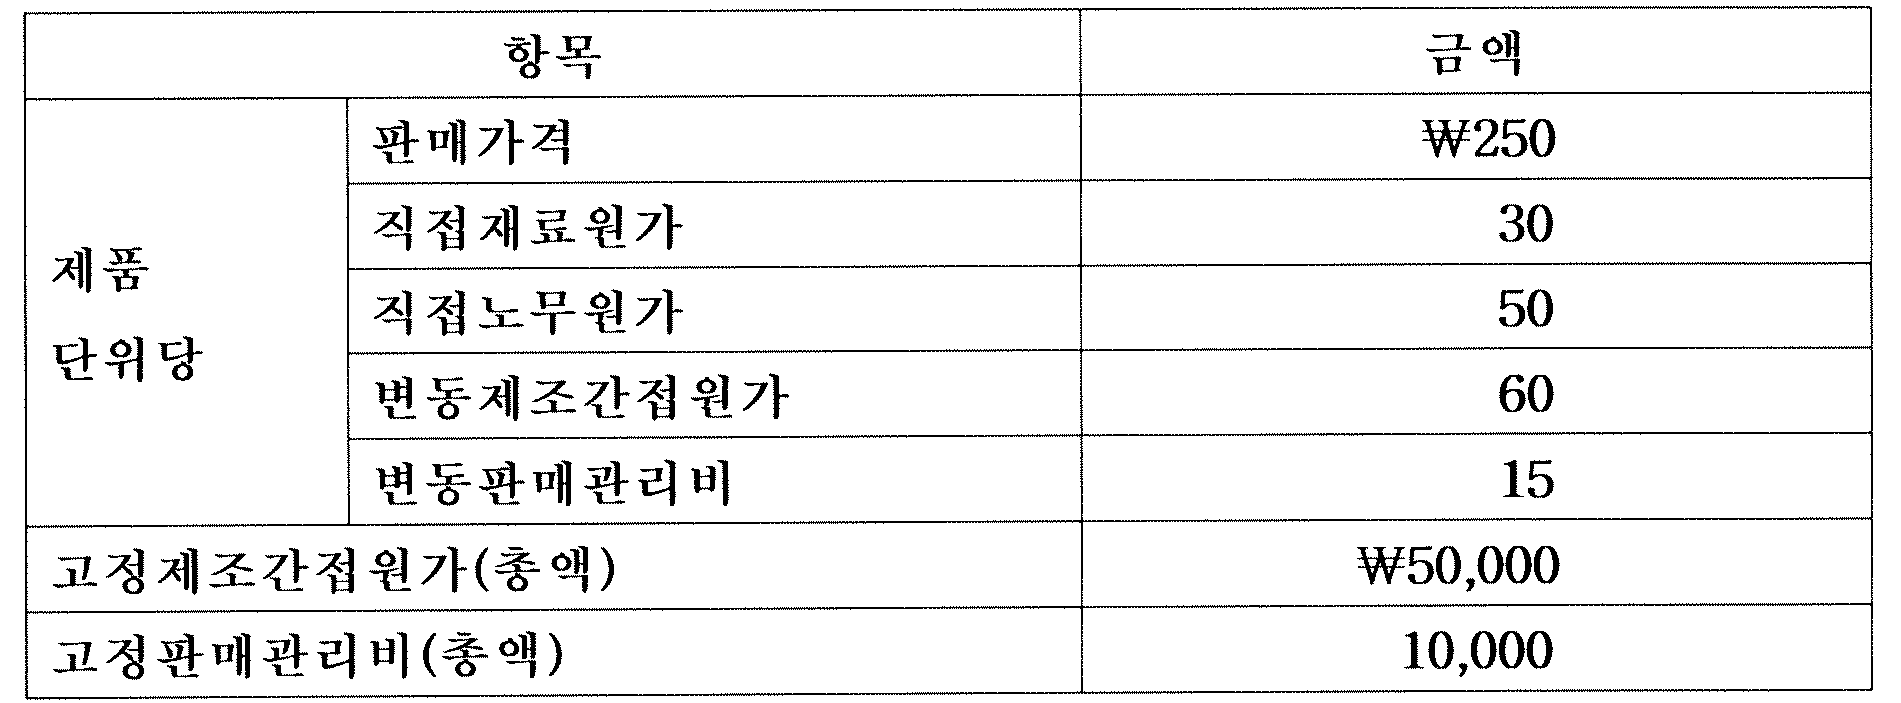 항목 금액
제품
단위당
판매가격 ₩250
직접재료원가 30
직접노무원가 50
변동제조간접원가 60
변동판매관리비 15
고정제조간접원가(총액) ₩50,000
고정판매관리비(총액) 10,000